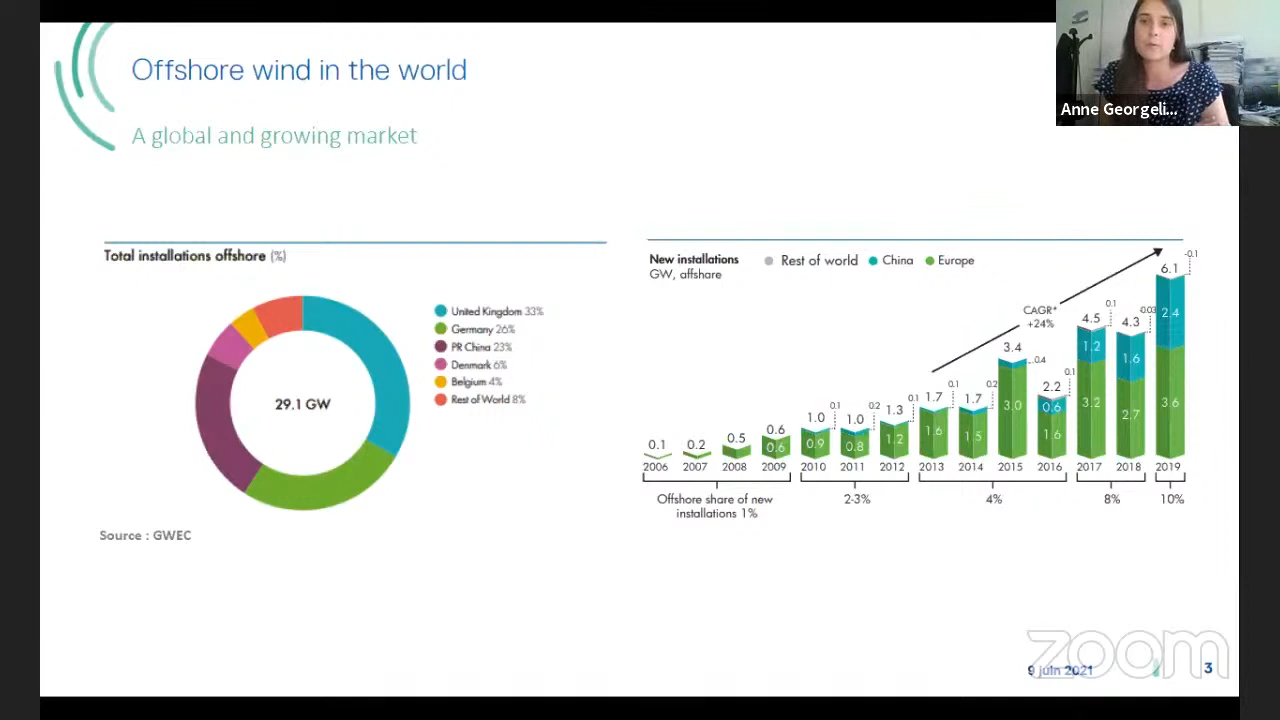 Offshore wind in the world
A global and growing market
Anne Georgeli...
Total installations offshore (%)
29.1 GW
United Kingdom 33%
Germany 26%
PR China 23%
Denmark 6%
Belgium 4%
Rest of World 8%
Source : GWEC
New installations
GW, offshore
Rest of world
China
Europe
CAGR*
+24%
0.1
0.2
0.5
0.6
0.6
1.0
0.1
0.9
1.0
0.2
0.8
1.3
0.1
1.2
1.7
0.1
1.6
1.7
0.2
1.5
3.4
0.4
3.0
2.2
0.1
0.6
1.6
4.5
0.1
1.2
3.2
4.3
0.03
1.6
2.7
6.1
0.1
2.4
3.6
2006 2007 2008 2009 2010 2011 2012 2013 2014 2015 2016 2017 2018 2019
Offshore share of new
installations 1%
2-3%
4%
8%
10%
zoom
9 juin 2021
3